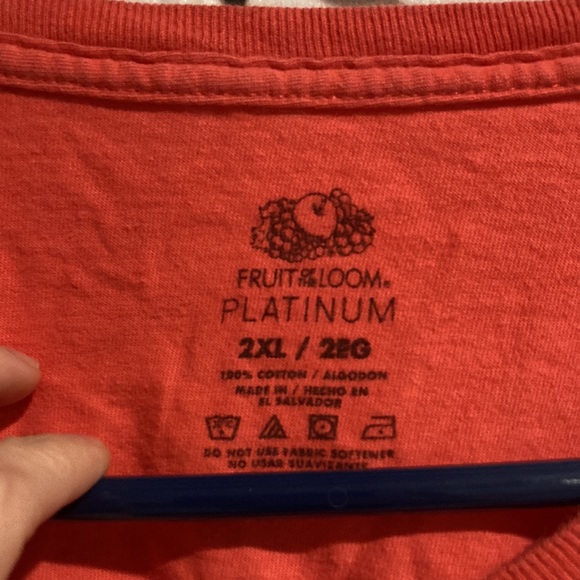 FRUIT OF THE LOOM®
PLATINUM
2XL / 2EG
100% COTTON / ALGODON
MADE IN / HECHO EN
EL SALVADOR
DO NOT USE FABRIC SOFTENER
NO USAR SUAVIZANTE